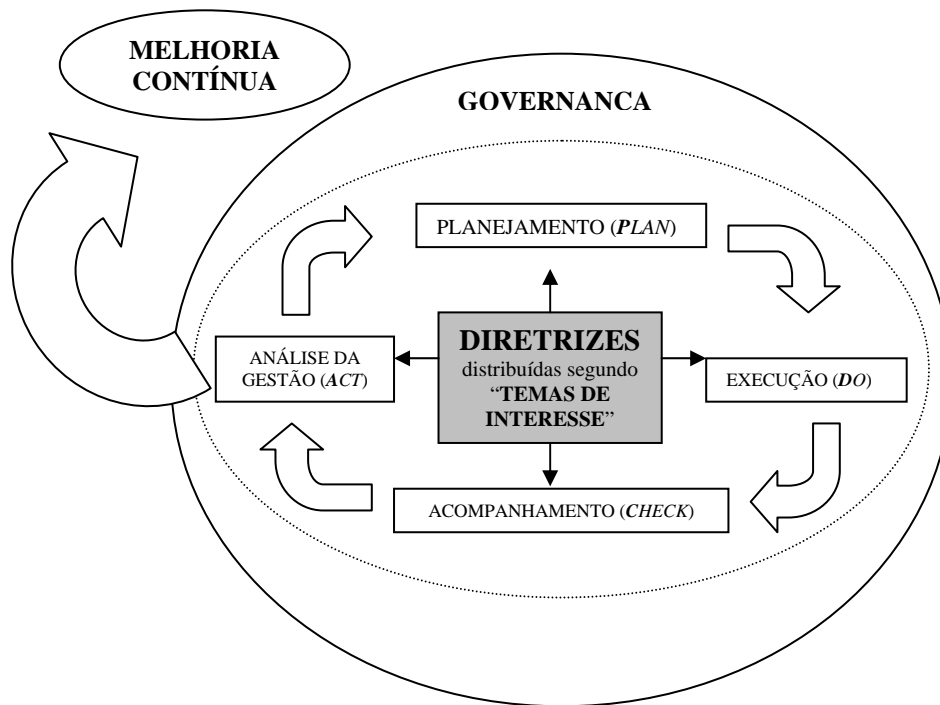 MELHORIA
CONTÍNUA
GOVERNANCA
PLANEJAMENTO (PLAN)
DIRETRIZES
distribuídas segundo
“TEMAS DE
INTERESSE”
ANÁLISE DA
GESTÃO (ACT)
EXECUÇÃO (DO)
ACOMPANHAMENTO (CHECK)